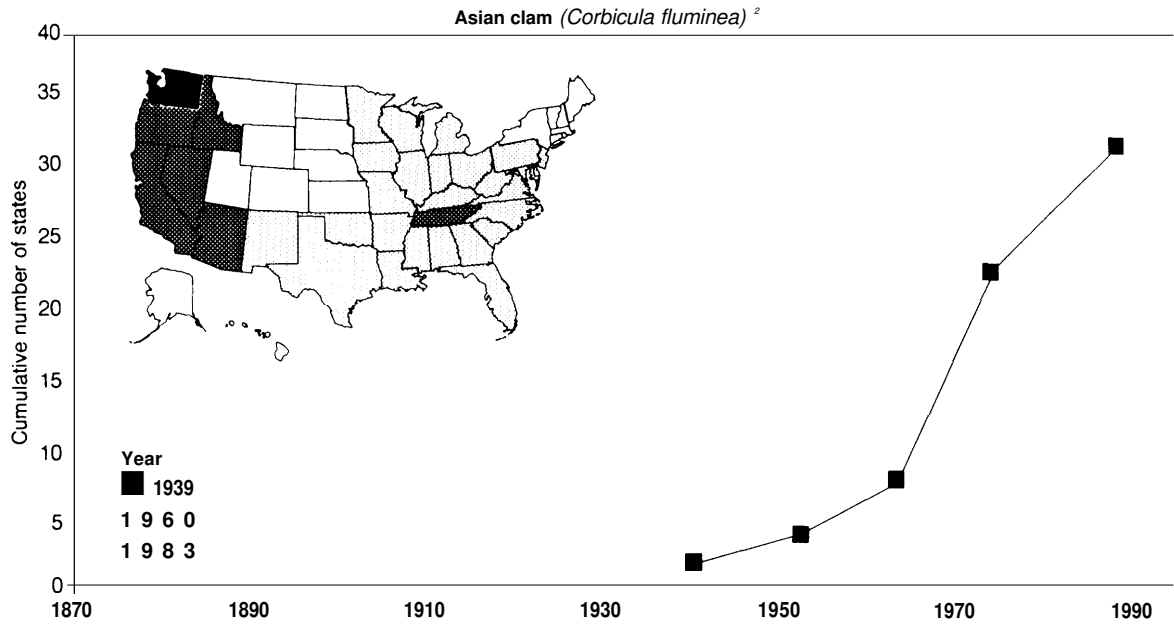 Asian clam (Corbicula fluminea) ²
Cumulative number of states
40
35
30
25
20
15
10
5
0
Year
1939
1 9 6 0
1 9 8 3
1870 1890 1910 1930 1950 1970 1990